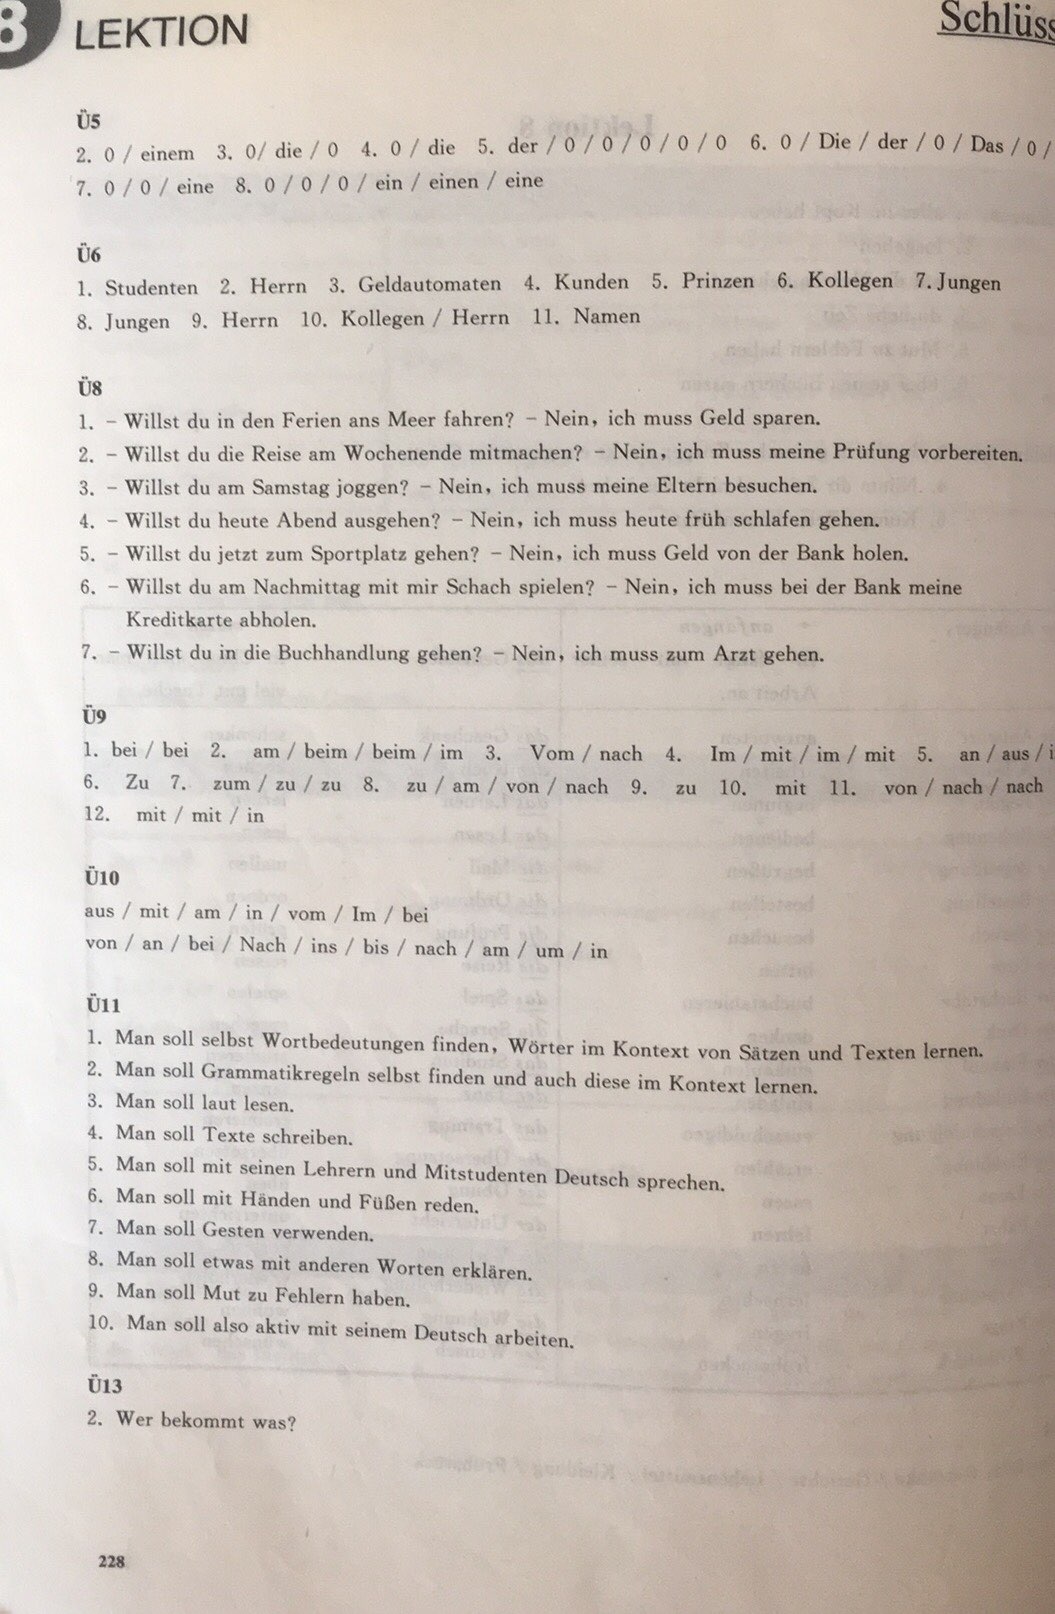 8 LEKTION
Ü5
2. 0 / einem 3. 0/ die / 0 4. 0 / die 5. der / 0 / 0 / 0 / 0 / 0 6. 0 / Die / der / 0 / Das / 0 /
7. 0 / 0 / eine 8. 0 / 0 / 0 / ein / einen / eine
Ü6
1. Studenten 2. Herrn 3. Geldautomaten 4. Kunden 5. Prinzen 6. Kollegen 7. Jungen
8. Jungen 9. Herrn 10. Kollegen / Herrn 11. Namen
Ü8
1. – Willst du in den Ferien ans Meer fahren? – Nein, ich muss Geld sparen.
2. – Willst du die Reise am Wochenende mitmachen? – Nein, ich muss meine Prüfung vorbereiten.
3. – Willst du am Samstag joggen? – Nein, ich muss meine Eltern besuchen.
4. – Willst du heute Abend ausgehen? – Nein, ich muss heute früh schlafen gehen.
5. – Willst du jetzt zum Sportplatz gehen? – Nein, ich muss Geld von der Bank holen.
6. – Willst du am Nachmittag mit mir Schach spielen? – Nein, ich muss bei der Bank meine
Kreditkarte abholen.
7. – Willst du in die Buchhandlung gehen? – Nein, ich muss zum Arzt gehen.
Ü9
1. bei / bei 2. am / beim / beim / im 3. Vom / nach 4. Im / mit / im / mit 5. an / aus /
6. Zu 7. zum / zu / zu 8. zu / am / von / nach 9. zu 10. mit 11. von / nach / nach
12. mit / mit / in
Ü10
aus / mit / am / in / vom / Im / bei
von / an / bei / Nach / ins / bis / nach / am / um / in
Ü11
1. Man soll selbst Wortbedeutungen finden, Wörter im Kontext von Sätzen und Texten lernen.
2. Man soll Grammatikregeln selbst finden und auch diese im Kontext lernen.
3. Man soll laut lesen.
4. Man soll Texte schreiben.
5. Man soll mit seinen Lehrern und Mitstudenten Deutsch sprechen.
6. Man soll mit Händen und Füßen reden.
7. Man soll Gesten verwenden.
8. Man soll etwas mit anderen Worten erklären.
9. Man soll Mut zu Fehlern haben.
10. Man soll also aktiv mit seinem Deutsch arbeiten.
Ü13
2. Wer bekommt was?
228